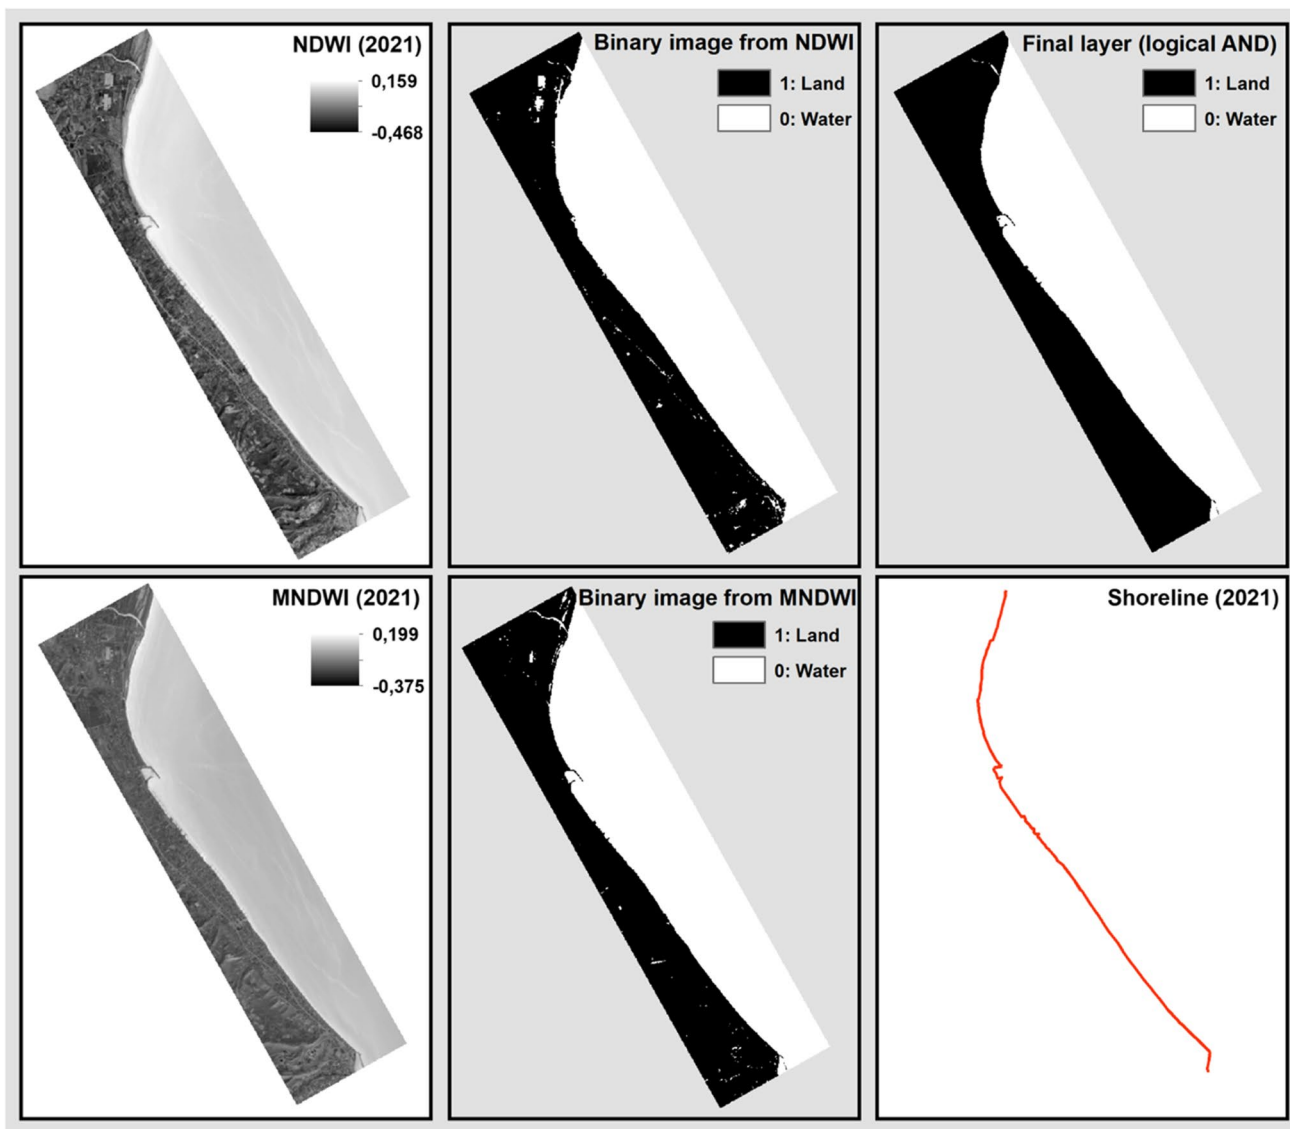 NDWI (2021)
0,159
-0,468
Binary image from NDWI
1: Land
0: Water
Final layer (logical AND)
1: Land
0: Water
MNDWI (2021)
0,199
-0,375
Binary image from MNDWI
1: Land
0: Water
Shoreline (2021)